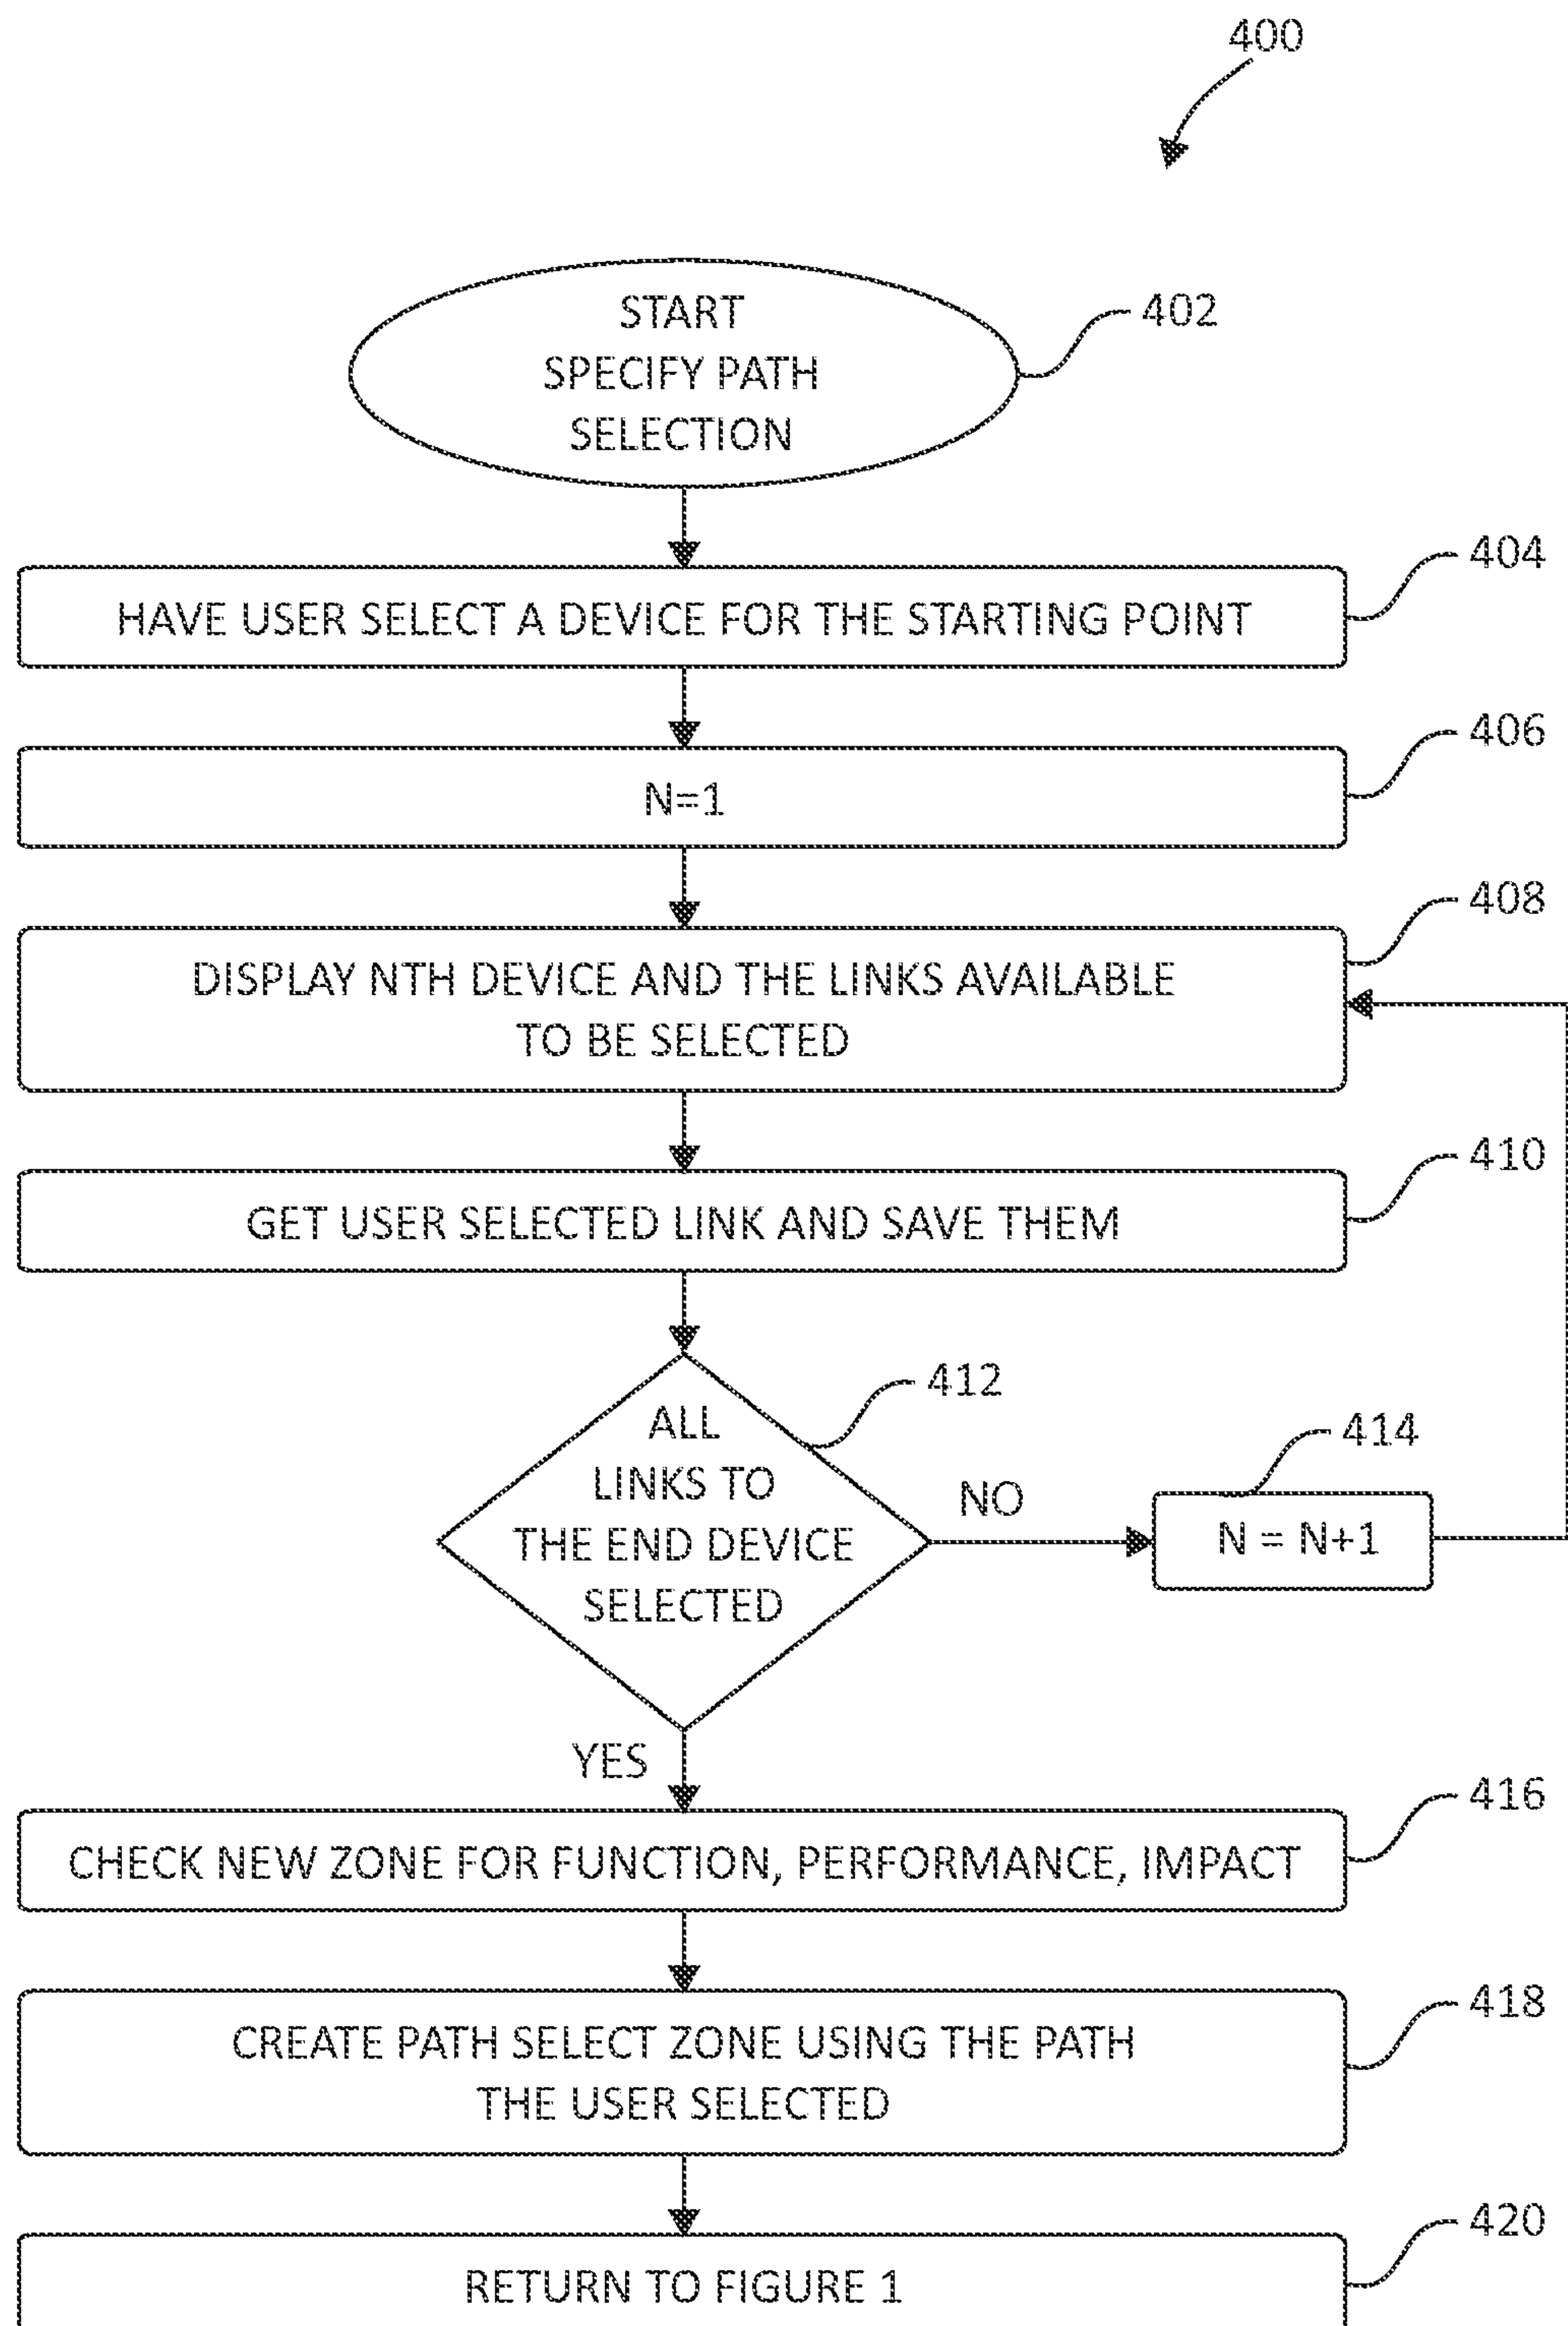 400
START
SPECIFY PATH
SELECTION
402
HAVE USER SELECT A DEVICE FOR THE STARTING POINT
404
N=1
406
DISPLAY NTH DEVICE AND THE LINKS AVAILABLE
TO BE SELECTED
408
GET USER SELECTED LINK AND SAVE THEM
410
ALL
LINKS TO
THE END DEVICE
SELECTED
412
NO
N = N+1
414
YES
CHECK NEW ZONE FOR FUNCTION, PERFORMANCE, IMPACT
416
CREATE PATH SELECT ZONE USING THE PATH
THE USER SELECTED
418
RETURN TO FIGURE 1
420